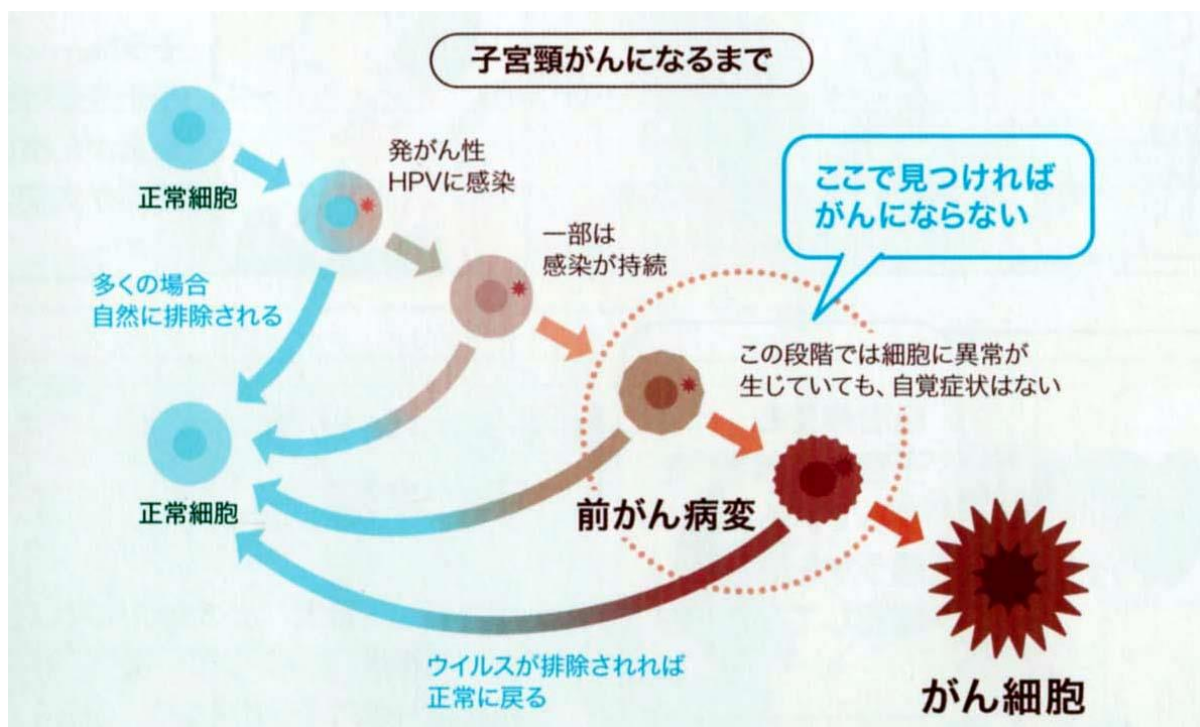 子宮頸がんになるまで
正常細胞
発がん性
HPVに感染
一部は
感染が持続
ここで見つければ
がんにならない
多くの場合
自然に排除される
この段階では細胞に異常が
生じていても、自覚症状はない
正常細胞
前がん病変
ウイルスが排除されれば
正常に戻る
がん細胞